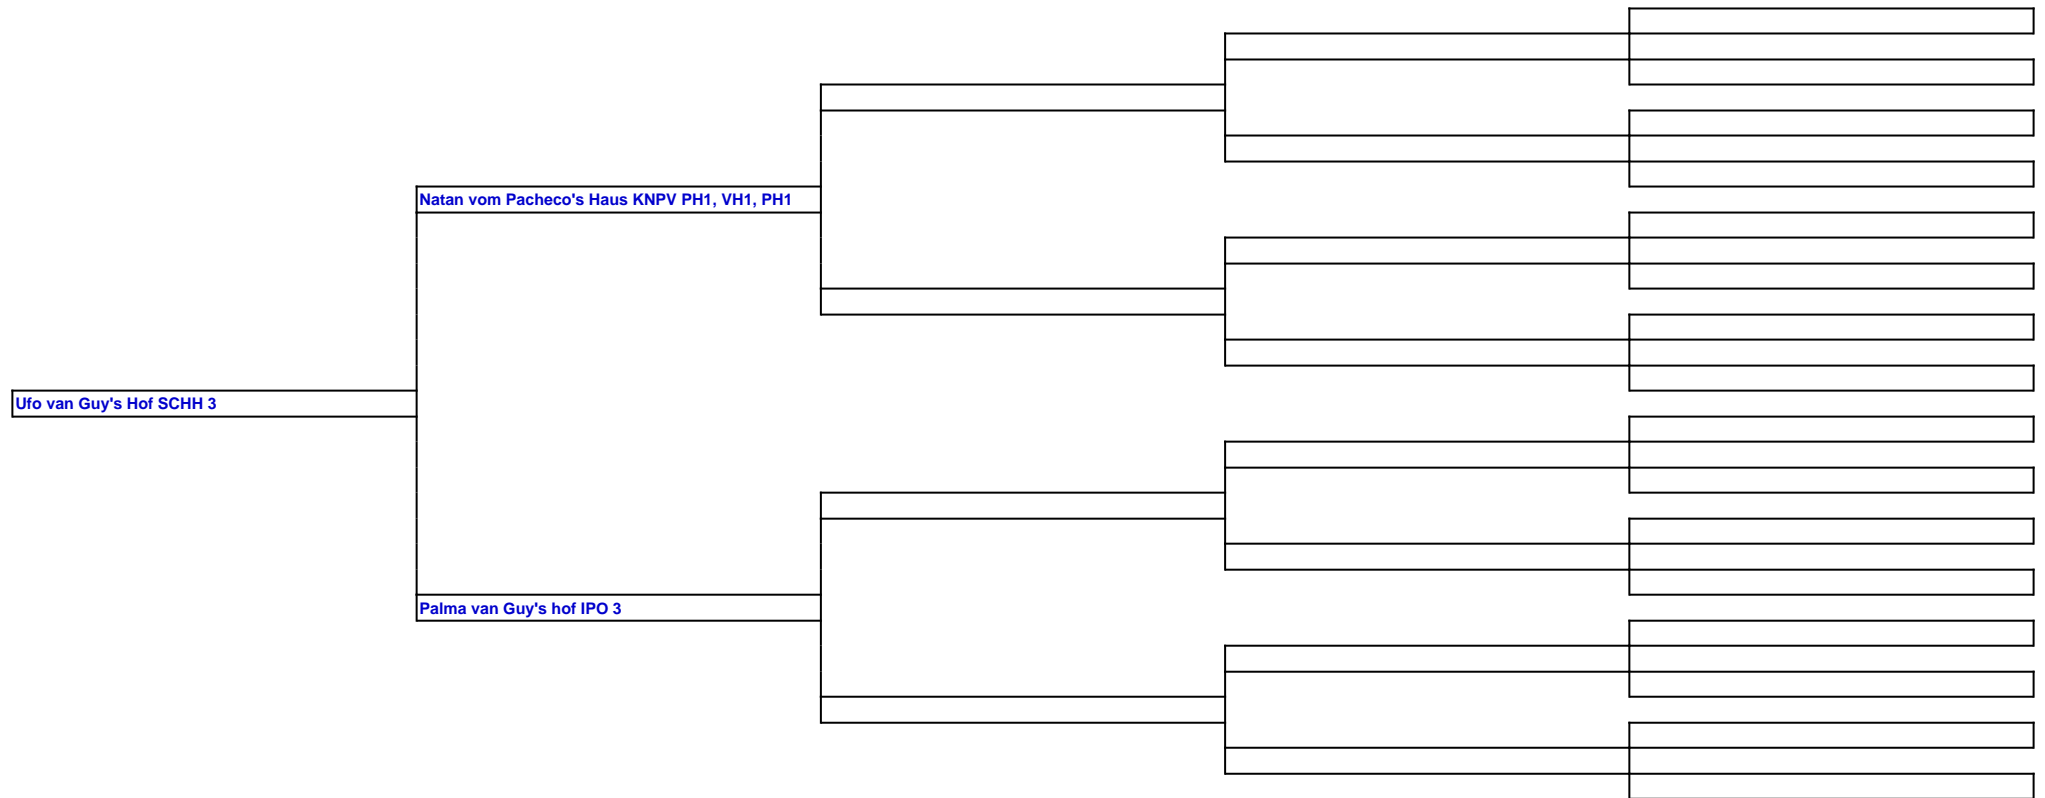 Natan vom Pacheco's Haus KNPV PH1, VH1, PH1
Ufo van Guy's Hof SCHH 3
Palma van Guy's hof IPO 3